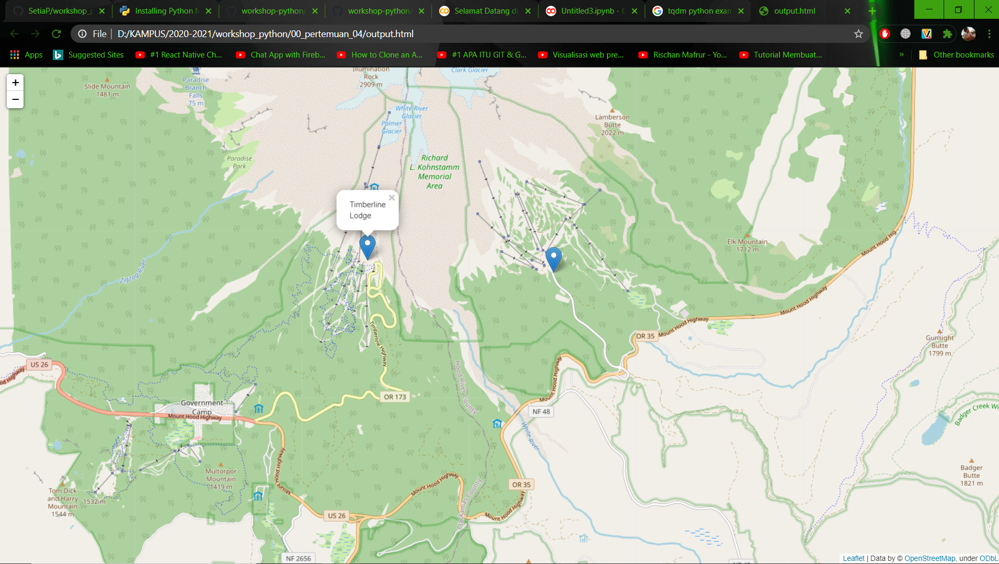 SetiaP/workshop_p
Installing Python M
workshop-python/
workshop-python/
Selamat Datang di
Untitled3.ipynb - C
tqdm python exam
output.html
File
D:/KAMPUS/2020-2021/workshop_python/00_pertemuan_04/output.html
Apps
Suggested Sites
#1 React Native Ch...
Chat App with Fireb...
How to Clone an A...
#1 APA ITU GIT & G...
Visualisasi web pre...
Rischan Mafrur - Yo...
Tutorial Membuat...
»
Other bookmarks
+
−
Slide Mountain
1481 m
Paradise
Branch
Falls
75 m
Illumination
Rock
2909 m
Clark Glacier
White River
Glacier
Palmer
Glacier
Lamberson
Butte
2022 m
Paradise
Park
Richard
L. Kohnstamm
Memorial
Area
Timberline
Lodge
×
Elk Mountain
1712 m
Mount Hood Hig
Zigzag River
Mount Hood Highway
Mount Hood Highway
OR 35
Timberline Highway
Gunsight
Butte
1799 m
US 26
ood Highway
Hood River County
Mount Hood Highway
OR 173
Government
Camp
Mount Hood Highway
NF 48
White River
Badger Creek Wi
Mount Hood Highway
Multorpor
Mountain
1419 m
Badger
Butte
1821 m
Tom Dick
and Harry
Mountain
1544 m
1532 m
Mount
Mount Hood Highway
OR 35
Mount Hood Highway
Clackamas County
US 26
NF 2656
Leaflet | Data by © OpenStreetMap, under ODbL